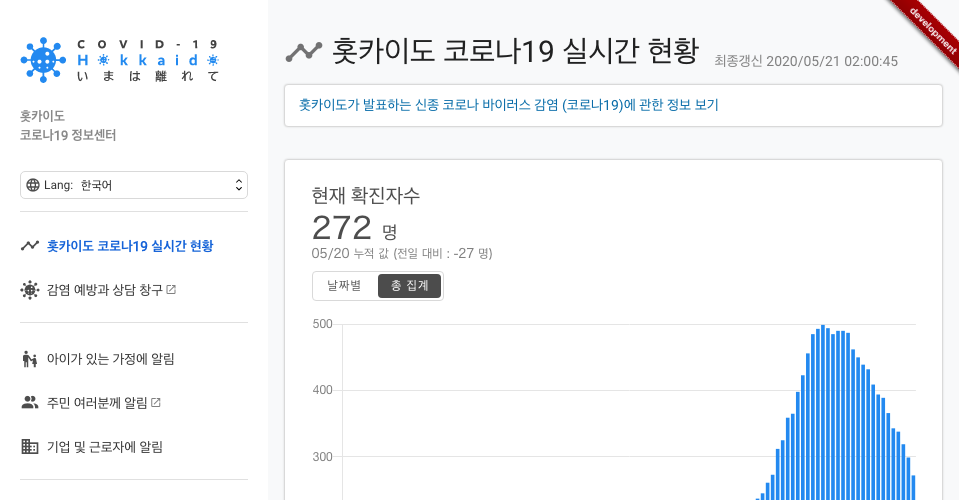 COVID-19
Hokkaido
いまは離れて
홋카이도
코로나19 정보센터
Lang: 한국어
홋카이도 코로나19 실시간 현황
감염 예방과 상담 창구
아이가 있는 가정에 알림
주민 여러분께 알림
기업 및 근로자에 알림
홋카이도 코로나19 실시간 현황
최종갱신 2020/05/21 02:00:45
development
홋카이도가 발표하는 신종 코로나 바이러스 감염 (코로나19)에 관한 정보 보기
현재 확진자수
272 명
05/20 누적 값 (전일 대비 : -27 명)
날짜별 총 집계
500
400
300